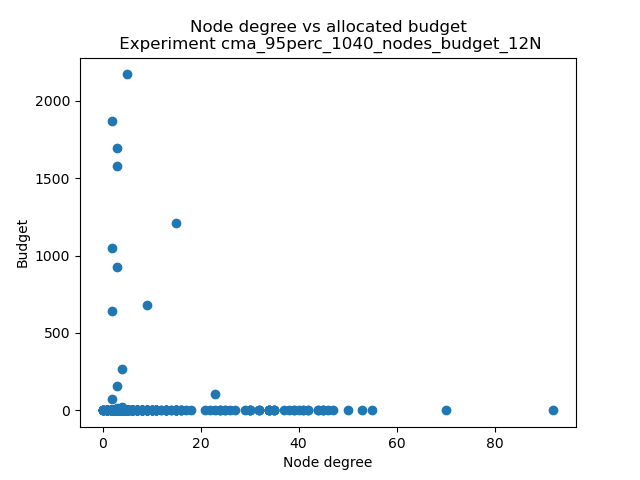 Node degree vs allocated budget
Experiment cma_95perc_1040_nodes_budget_12N
Budget
2000
1500
1000
500
0
0 20 40 60 80
Node degree